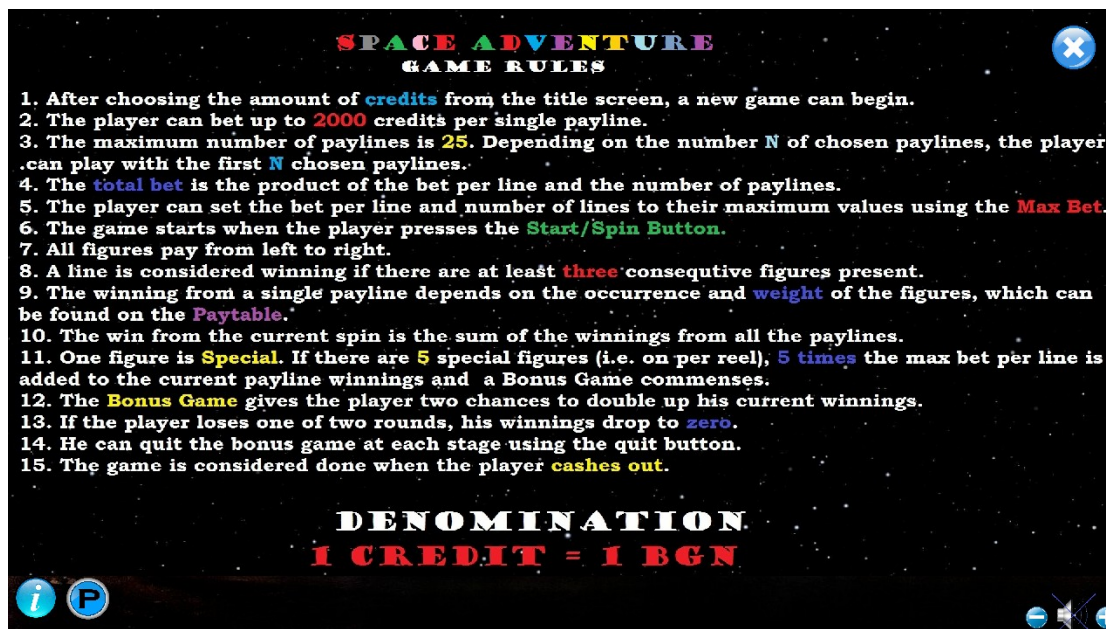 SPACE ADVENTURE
GAME RULES
1. After choosing the amount of credits from the title screen, a new game can begin.
2. The player can bet up to 2000 credits per single payline.
3. The maximum number of paylines is 25. Depending on the number N of chosen paylines, the player
.can play with the first N chosen paylines.
4. The total bet is the product of the bet per line and the number of paylines.
5. The player can set the bet per line and number of lines to their maximum values using the Max Bet.
6. The game starts when the player presses the Start/Spin Button.
7. All figures pay from left to right.
8. A line is considered winning if there are at least three consequtive figures present.
9. The winning from a single payline depends on the occurrence and weight of the figures, which can
be found on the Paytable.
10. The win from the current spin is the sum of the winnings from all the paylines.
11. One figure is Special. If there are 5 special figures (i.e. on per reel), 5 times the max bet per line is
added to the current payline winnings and a Bonus Game commenses.
12. The Bonus Game gives the player two chances to double up his current winnings.
13. If the player loses one of two rounds, his winnings drop to zero.
14. He can quit the bonus game at each stage using the quit button.
15. The game is considered done when the player cashes out.
DENOMINATION
1 CREDIT = 1 BGN
i P